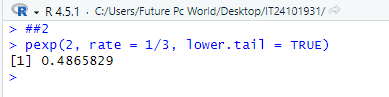 R 4.5.1 · C:/Users/Future Pc World/Desktop/IT24101931/
> ##2
> pexp(2, rate = 1/3, lower.tail = TRUE)
[1] 0.4865829
>